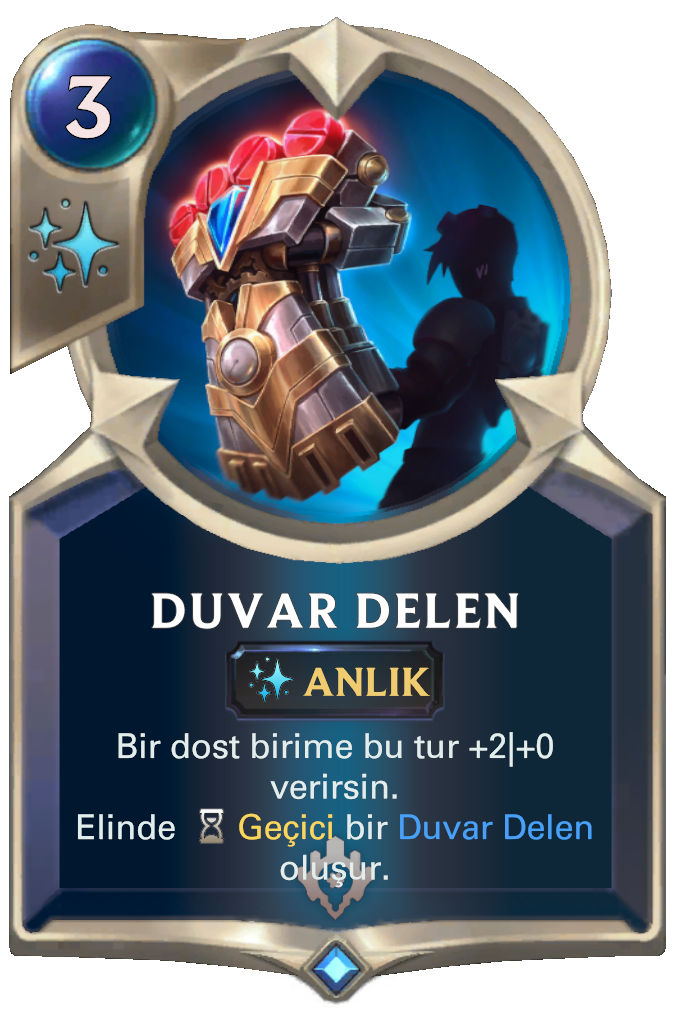 3
DUVAR DELEN
ANLIK
Bir dost birime bu tur +2|+0
verirsin.
Elinde Geçici bir Duvar Delen
oluşur.